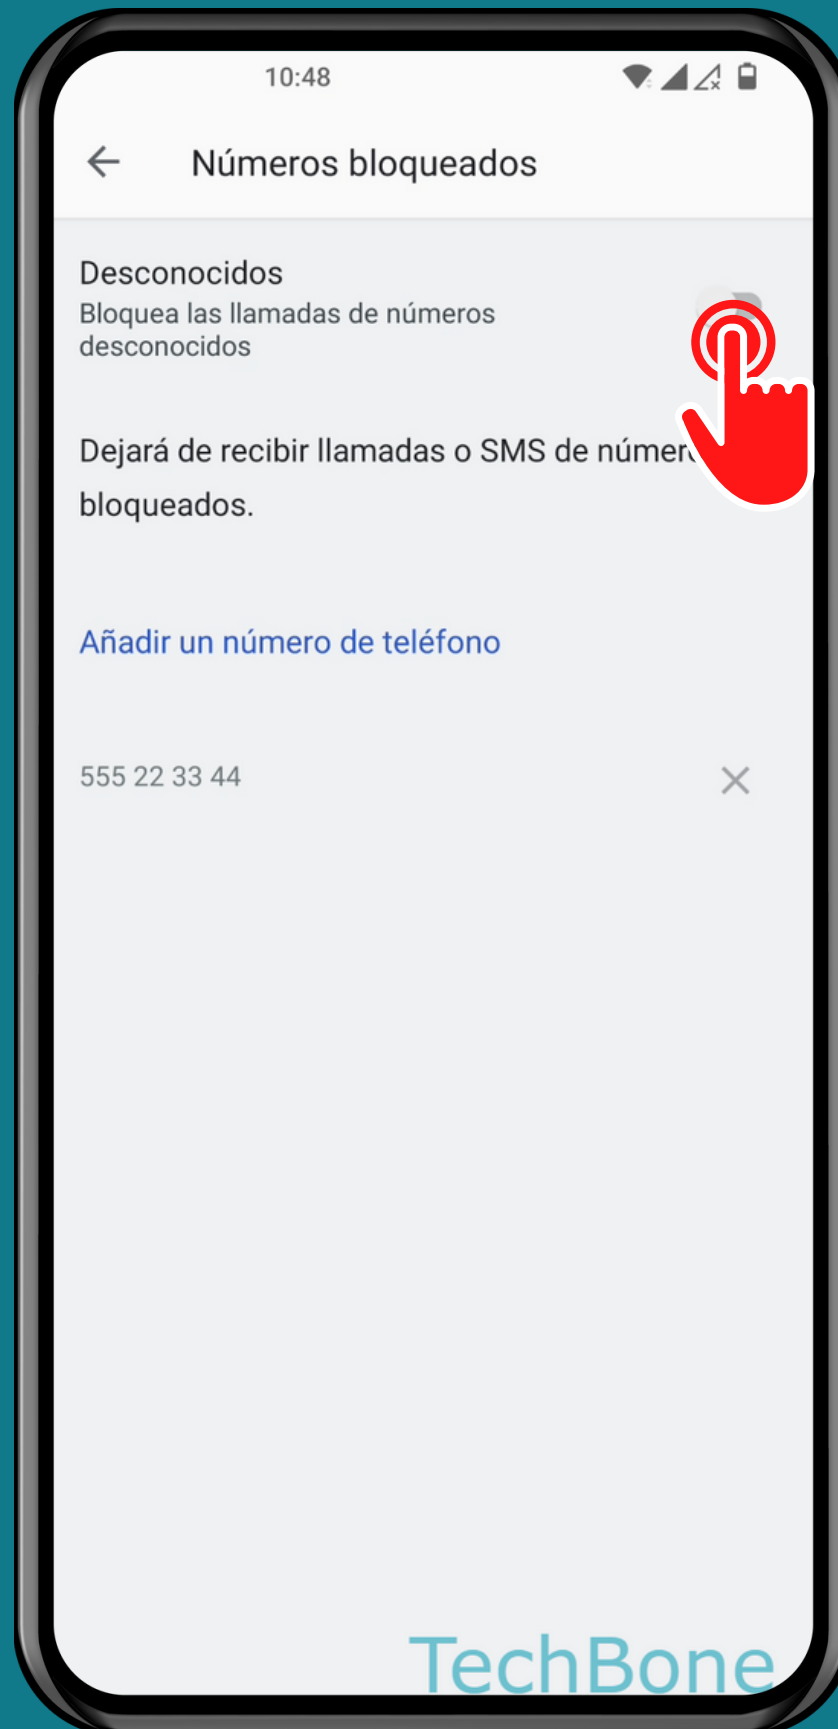 10:48
Números bloqueados
Desconocidos
Bloquea las llamadas de números
desconocidos
Dejará de recibir llamadas o SMS de
bloqueados.
Añadir un número de teléfono
555 22 33 44
TechBone